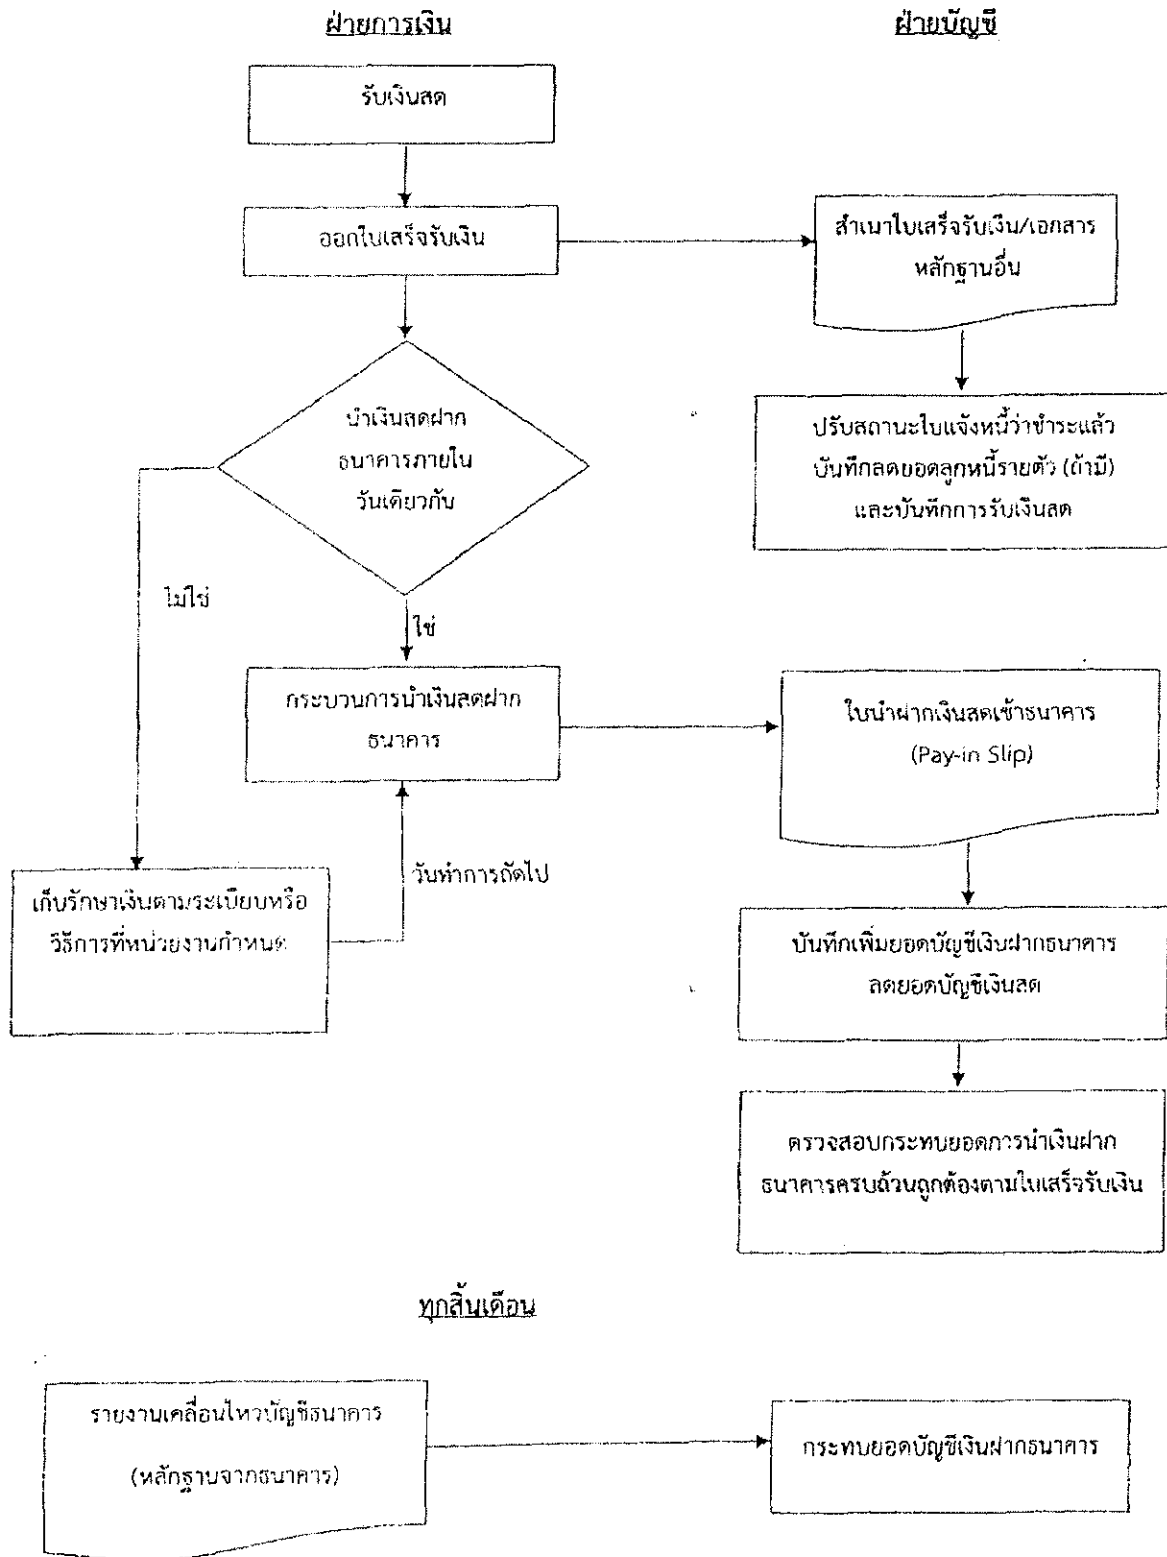 ฝ่ายการเงิน
ฝ่ายบัญชี
รับเงินสด
ออกใบเสร็จรับเงิน
สำเนาใบเสร็จรับเงิน/เอกสาร
หลักฐานอื่น
นำเงินสดฝาก
ธนาคารภายใน
วันเดียวกัน
ปรับสถานะใบแจ้งหนี้ว่าชำระแล้ว
บันทึกลดยอดลูกหนี้รายตัว (ถ้ามี)
และบันทึกการรับเงินสด
ไม่ใช่
ใช่
กระบวนการนำเงินสดฝาก
ธนาคาร
ใบนำฝากเงินสดเข้าธนาคาร
(Pay-in Slip)
วันทำการถัดไป
เก็บรักษาเงินตามระเบียบหรือ
วิธีการที่หน่วยงานกำหนด
บันทึกเพิ่มยอดบัญชีเงินฝากธนาคาร
ลดยอดบัญชีเงินสด
ตรวจสอบกระทบยอดการนำเงินฝาก
ธนาคารครบถ้วนถูกต้องตามใบเสร็จรับเงิน
ทุกสิ้นเดือน
รายงานเคลื่อนไหวบัญชีธนาคาร
(หลักฐานจากธนาคาร)
กระทบยอดบัญชีเงินฝากธนาคาร